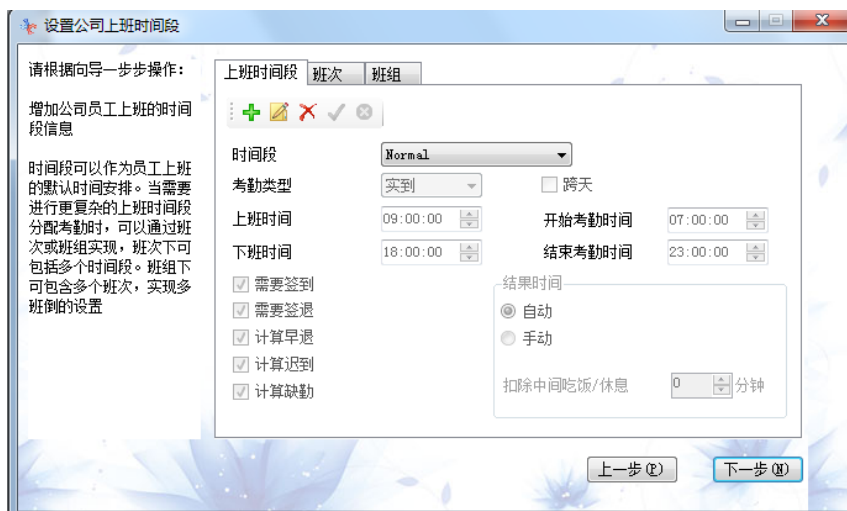 设置公司上班时间段
请根据向导一步步操作：
增加公司员工上班的时间
段信息
时间段可以作为员工上班
的默认时间安排。当需要
进行更复杂的上班时间段
分配考勤时，可以通过班
次或班组实现，班次下可
包括多个时间段。班组下
可包含多个班次，实现多
班倒的设置
上班时间段 班次 班组
时间段 Normal
考勤类型 实到 跨天
上班时间 09:00:00 开始考勤时间 07:00:00
下班时间 18:00:00 结束考勤时间 23:00:00
需要签到 结果时间
需要签退 自动
计算早退 手动
计算迟到
扣除中间吃饭/休息 0 分钟
计算缺勤
上一步(P) 下一步(N)